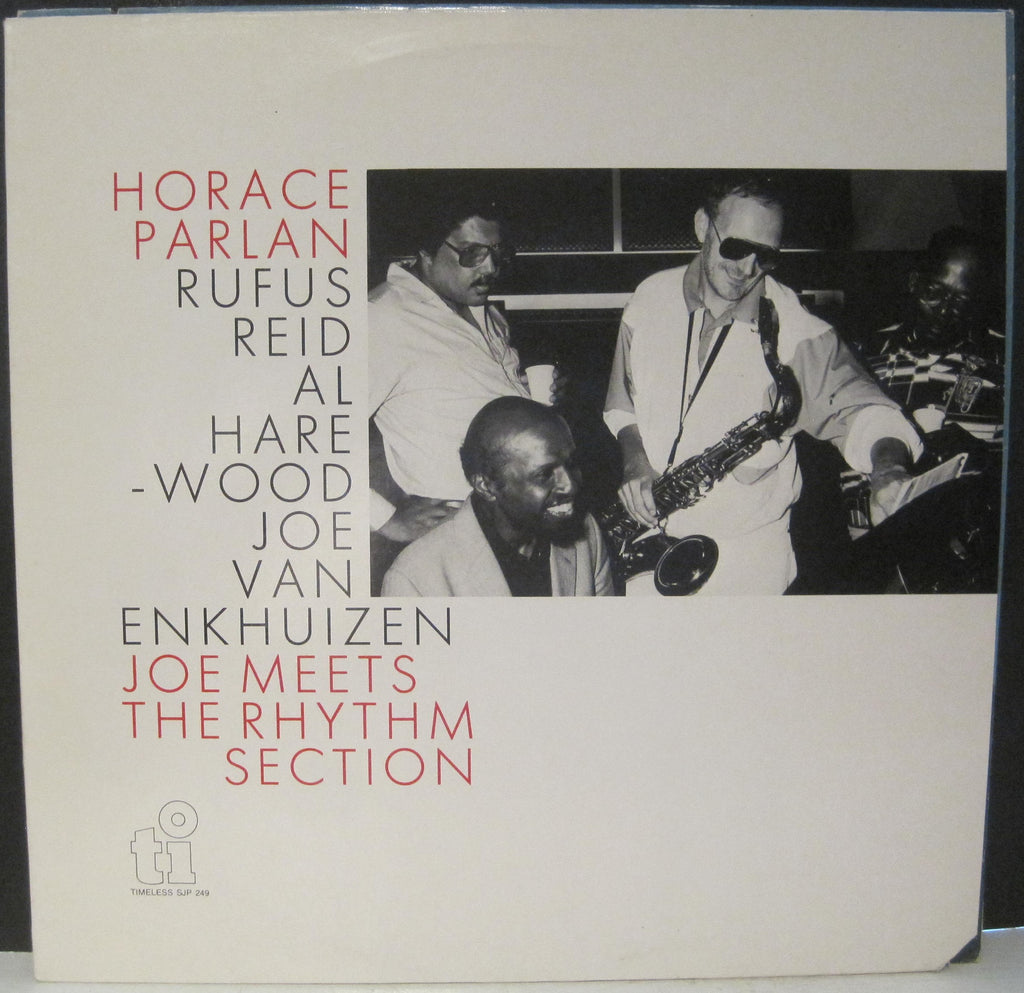 HORACE
PARLAN
RUFUS
REID
AL
HARE
-WOOD
JOE
VAN
ENKHUIZEN
JOE MEETS
THE RHYTHM
SECTION
ti
TIMELESS SJP 249